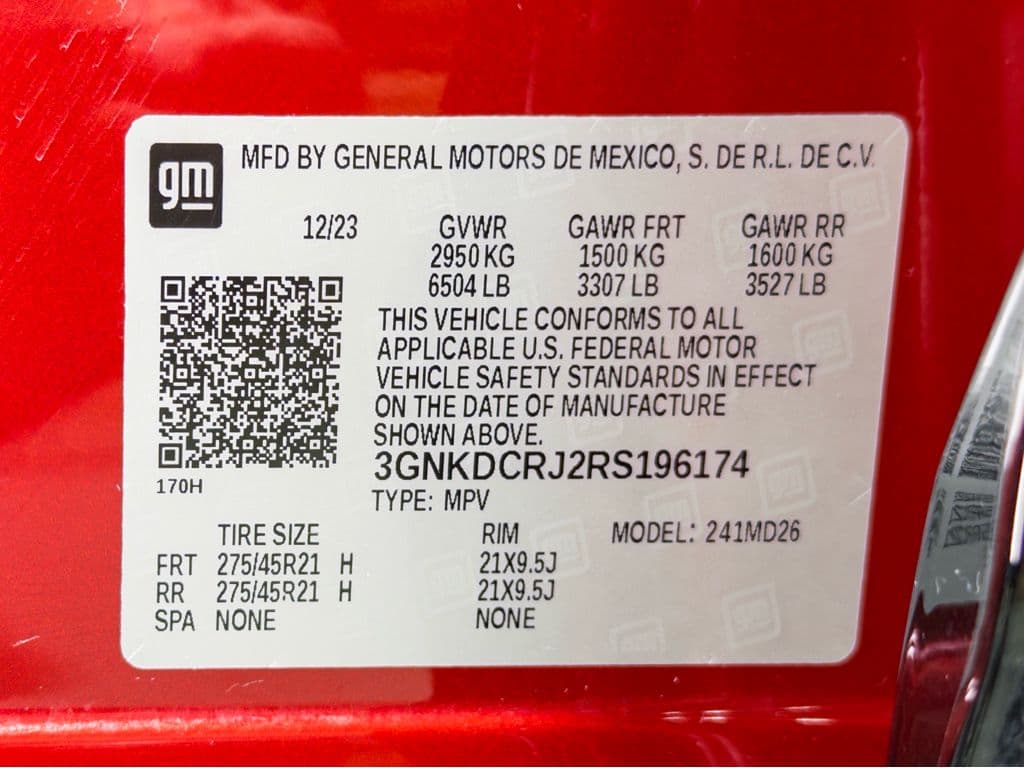 gm
MFD BY GENERAL MOTORS DE MEXICO, S. DE R.L. DE C.V.
12/23 GVWR GAWR FRT GAWR RR
2950 KG 1500 KG 1600 KG
6504 LB 3307 LB 3527 LB
THIS VEHICLE CONFORMS TO ALL
APPLICABLE U.S. FEDERAL MOTOR
VEHICLE SAFETY STANDARDS IN EFFECT
ON THE DATE OF MANUFACTURE
SHOWN ABOVE.
3GNKDCRJ2RS196174
170H
TYPE: MPV
TIRE SIZE RIM MODEL: 241MD26
FRT 275/45R21 H 21X9.5J
RR 275/45R21 H 21X9.5J
SPA NONE NONE